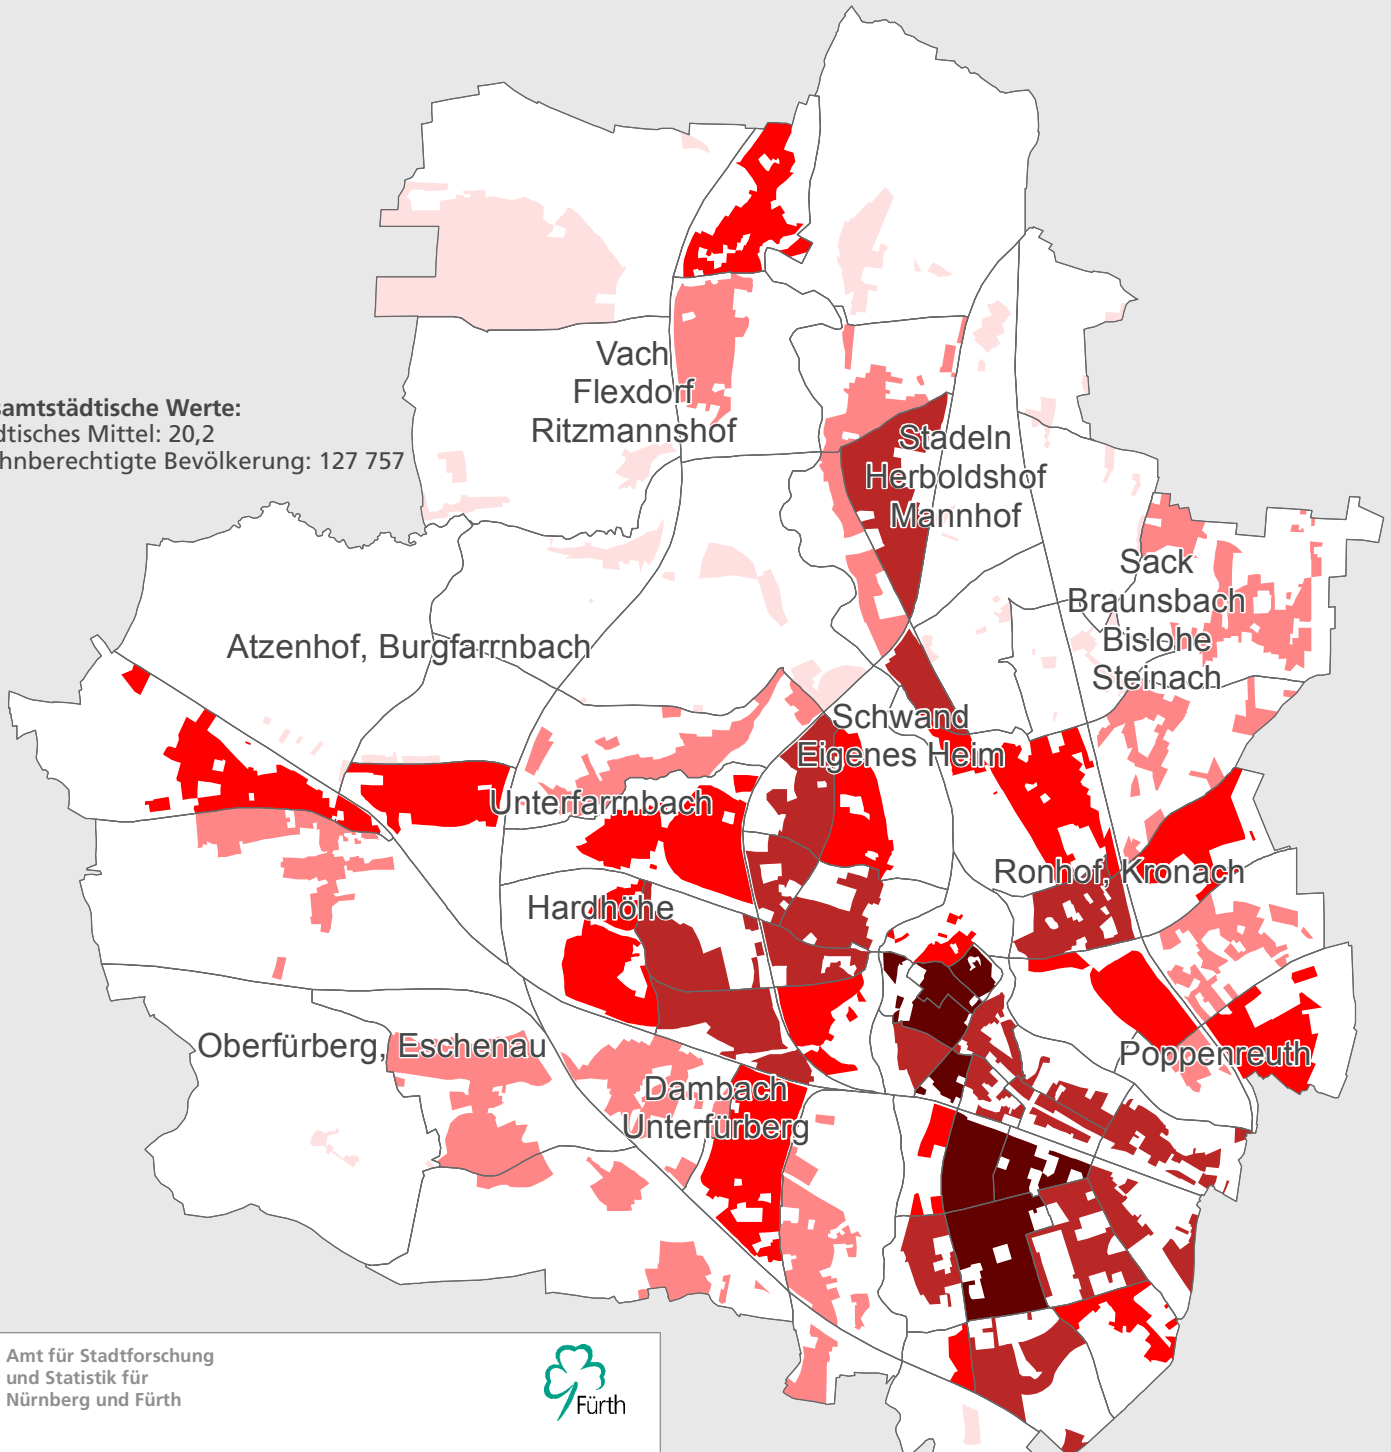 Vach
Flexdorf
Ritzmannshof
samtstädtische Werte:
dtisches Mittel: 20,2
hnberechtigte Bevölkerung: 127 757
Stadeln
Herboldshof
Mannhof
Sack
Braunsbach
Bislohe
Steinach
Atzenhof, Burgfarrnbach
Schwand
Eigenes Heim
Unterfarrnbach
Ronhof, Kronach
Hardhöhe
Oberfürberg, Eschenau
Poppenreuth
Dambach
Unterfürberg
Amt für Stadtforschung
und Statistik für
Nürnberg und Fürth
Fürth